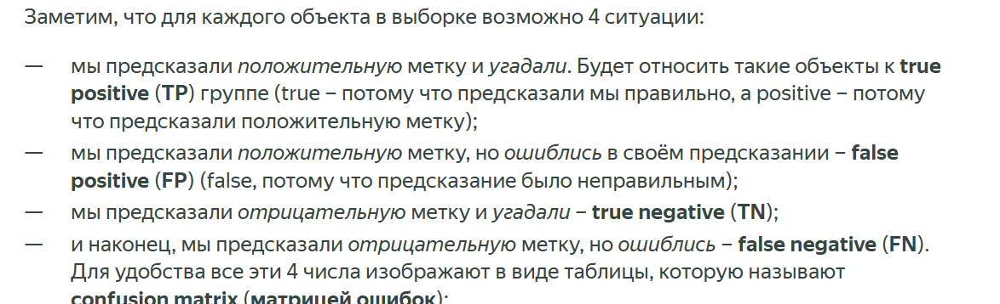 Заметим, что для каждого объекта в выборке возможно 4 ситуации:
— мы предсказали положительную метку и угадали. Будет относить такие объекты к true
positive (TP) группе (true – потому что предсказали мы правильно, а positive – потому
что предсказали положительную метку);
— мы предсказали положительную метку, но ошиблись в своём предсказании – false
positive (FP) (false, потому что предсказание было неправильным);
— мы предсказали отрицательную метку и угадали – true negative (TN);
— и наконец, мы предсказали отрицательную метку, но ошиблись – false negative (FN).
Для удобства все эти 4 числа изображают в виде таблицы, которую называют
confusion matrix (матрицей ошибок):